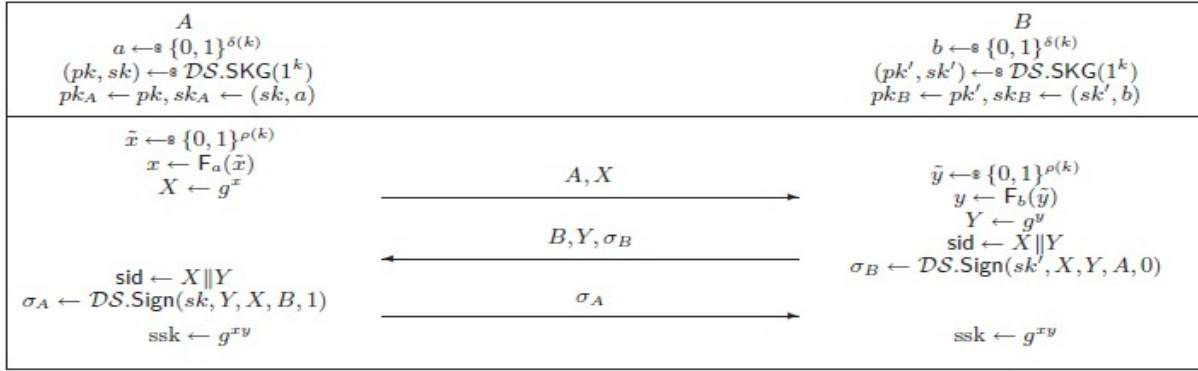 A
a ←$ {0, 1}^{δ(k)}
(pk, sk) ←$ DS.SKG(1^k)
pk_A ← pk, sk_A ← (sk, a)
B
b ←$ {0, 1}^{δ(k)}
(pk′, sk′) ←$ DS.SKG(1^k)
pk_B ← pk′, sk_B ← (sk′, b)
x̃ ←$ {0, 1}^{ρ(k)}
x ← F_a(x̃)
X ← g^x
A, X
ỹ ←$ {0, 1}^{ρ(k)}
y ← F_b(ỹ)
Y ← g^y
sid ← X‖Y
σ_B ← DS.Sign(sk′, X, Y, A, 0)
B, Y, σ_B
sid ← X‖Y
σ_A ← DS.Sign(sk, Y, X, B, 1)
σ_A
ssk ← g^{xy}
ssk ← g^{xy}